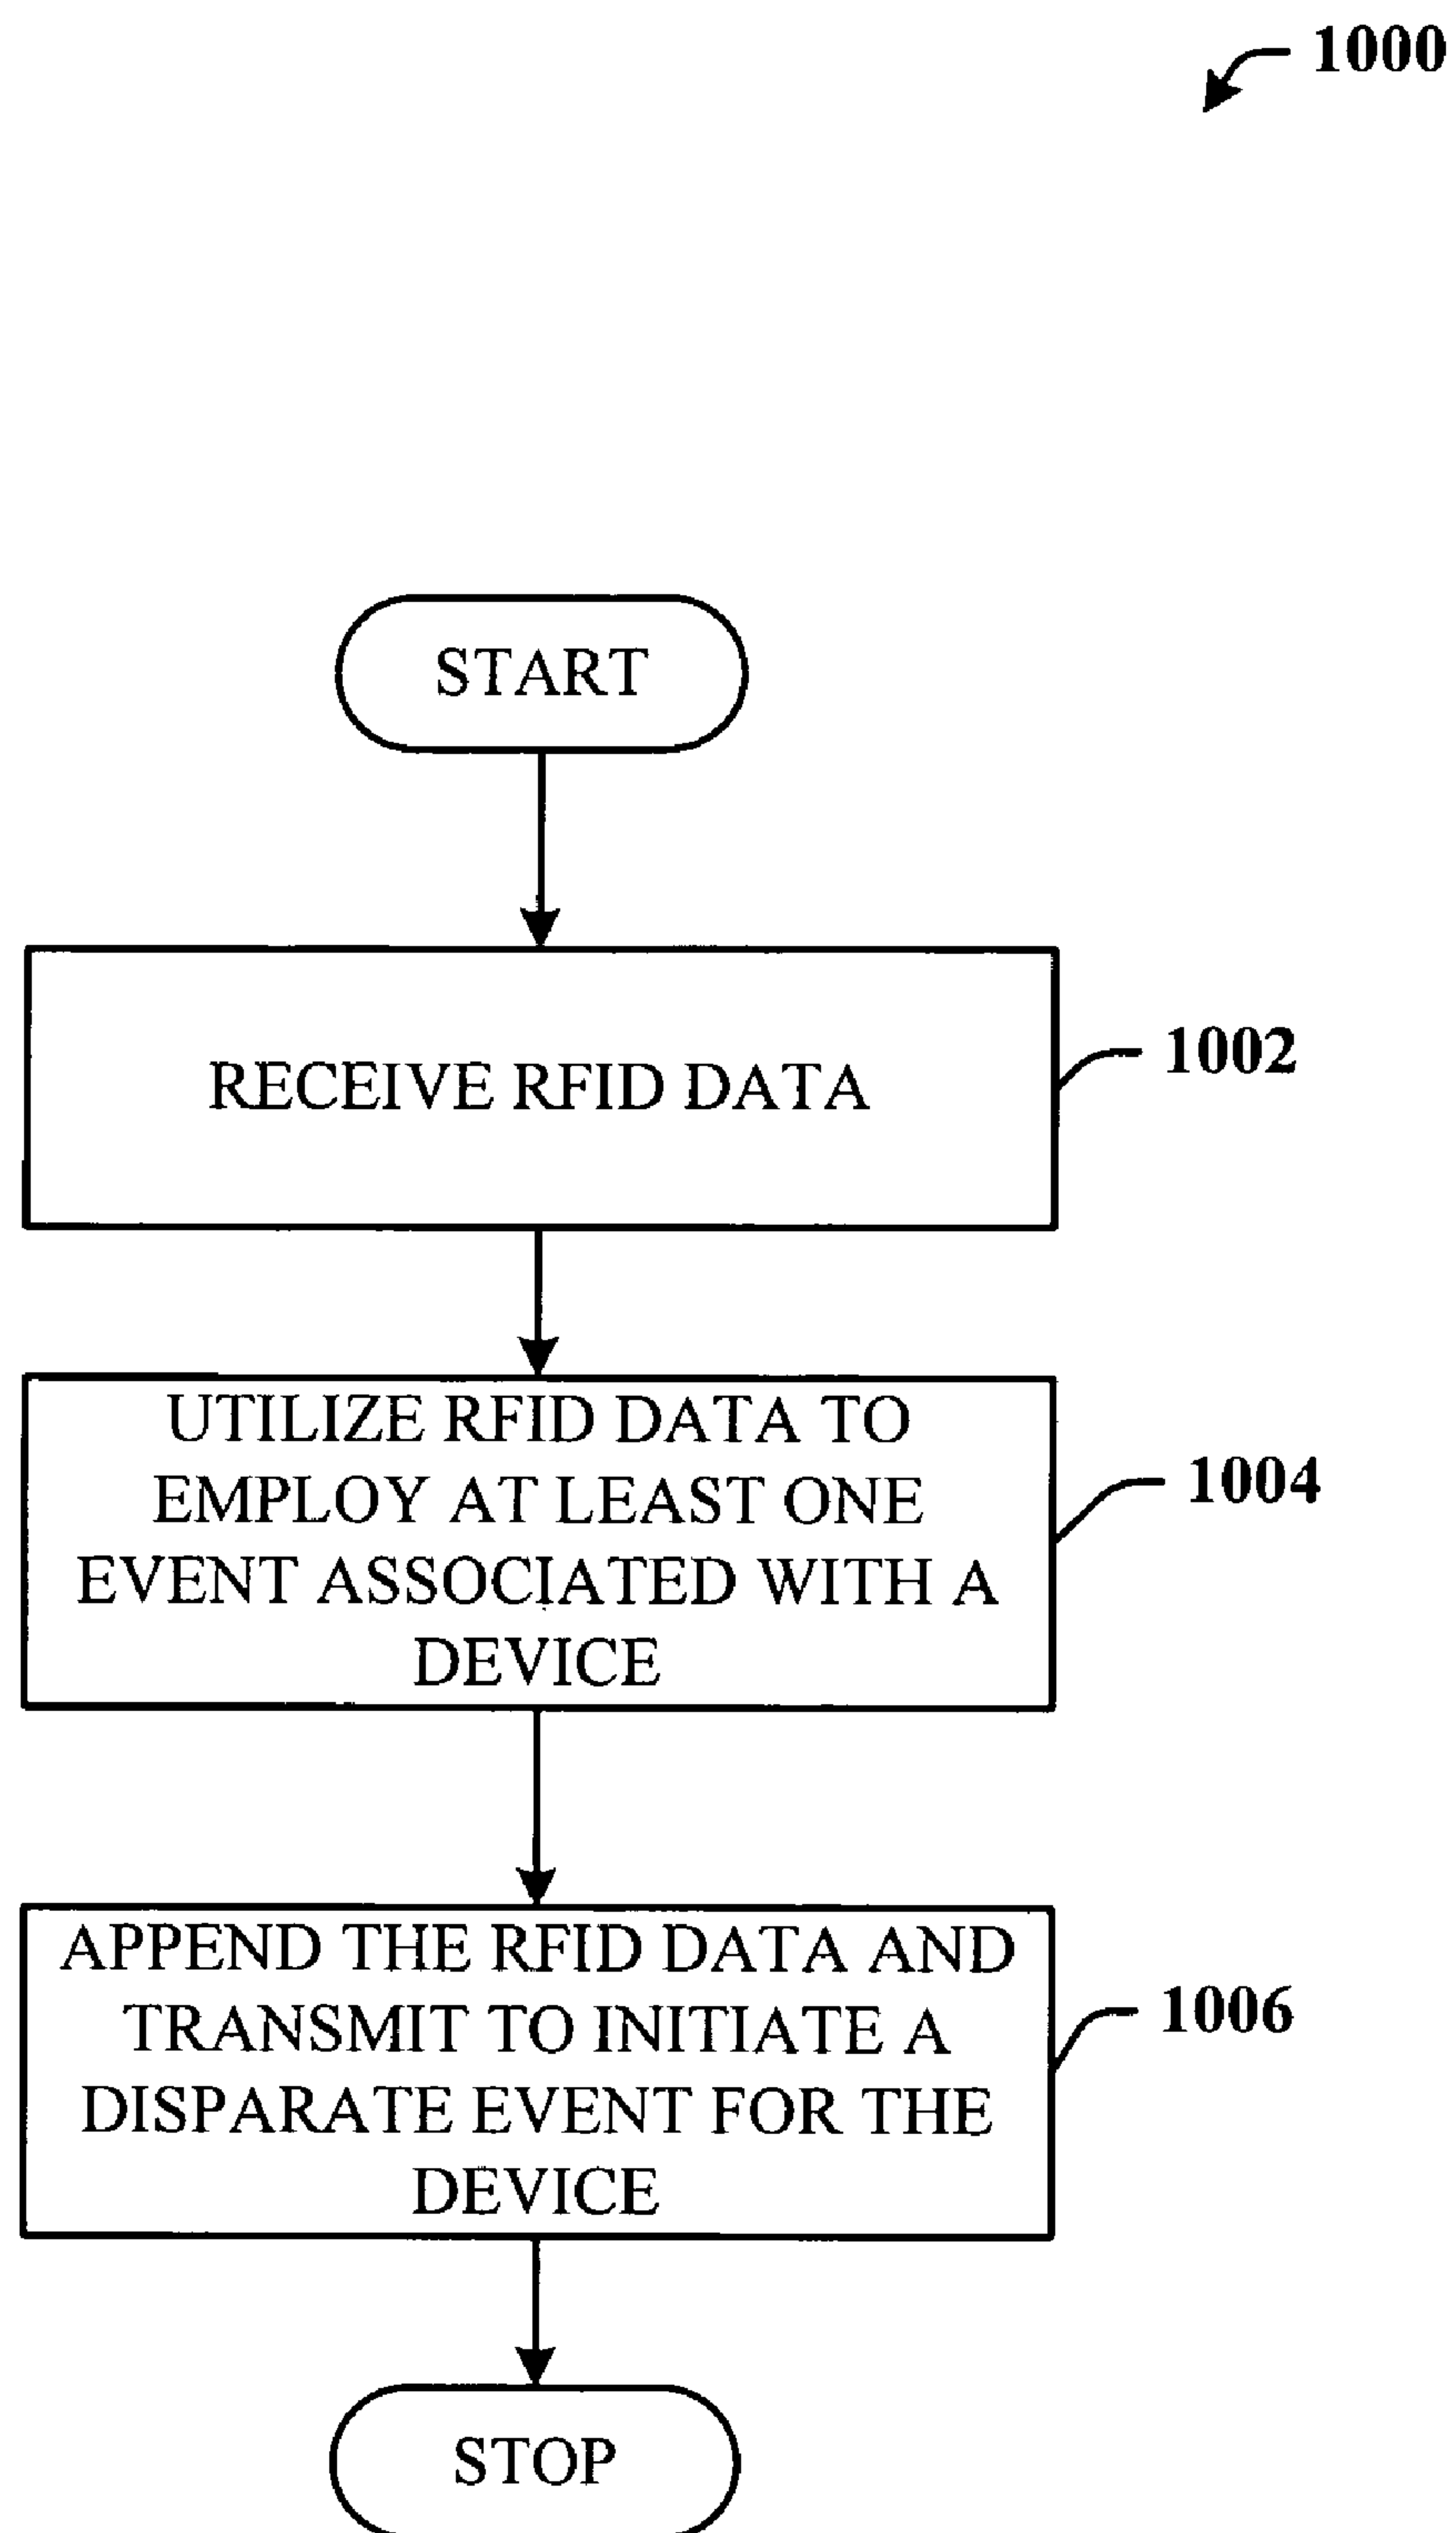 1000
START
RECEIVE RFID DATA
1002
UTILIZE RFID DATA TO
EMPLOY AT LEAST ONE
EVENT ASSOCIATED WITH A
DEVICE
1004
APPEND THE RFID DATA AND
TRANSMIT TO INITIATE A
DISPARATE EVENT FOR THE
DEVICE
1006
STOP